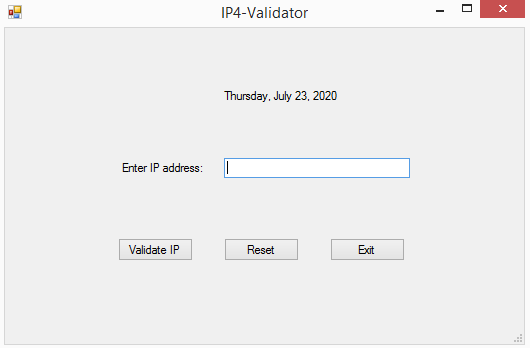 IP4-Validator
Thursday, July 23, 2020
Enter IP address:
Validate IP Reset Exit